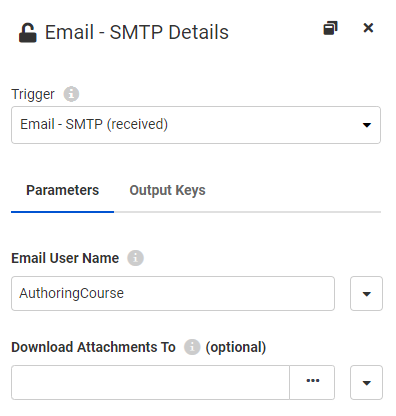 Email - SMTP Details
Trigger
Email - SMTP (received)
Parameters Output Keys
Email User Name
AuthoringCourse
Download Attachments To (optional)